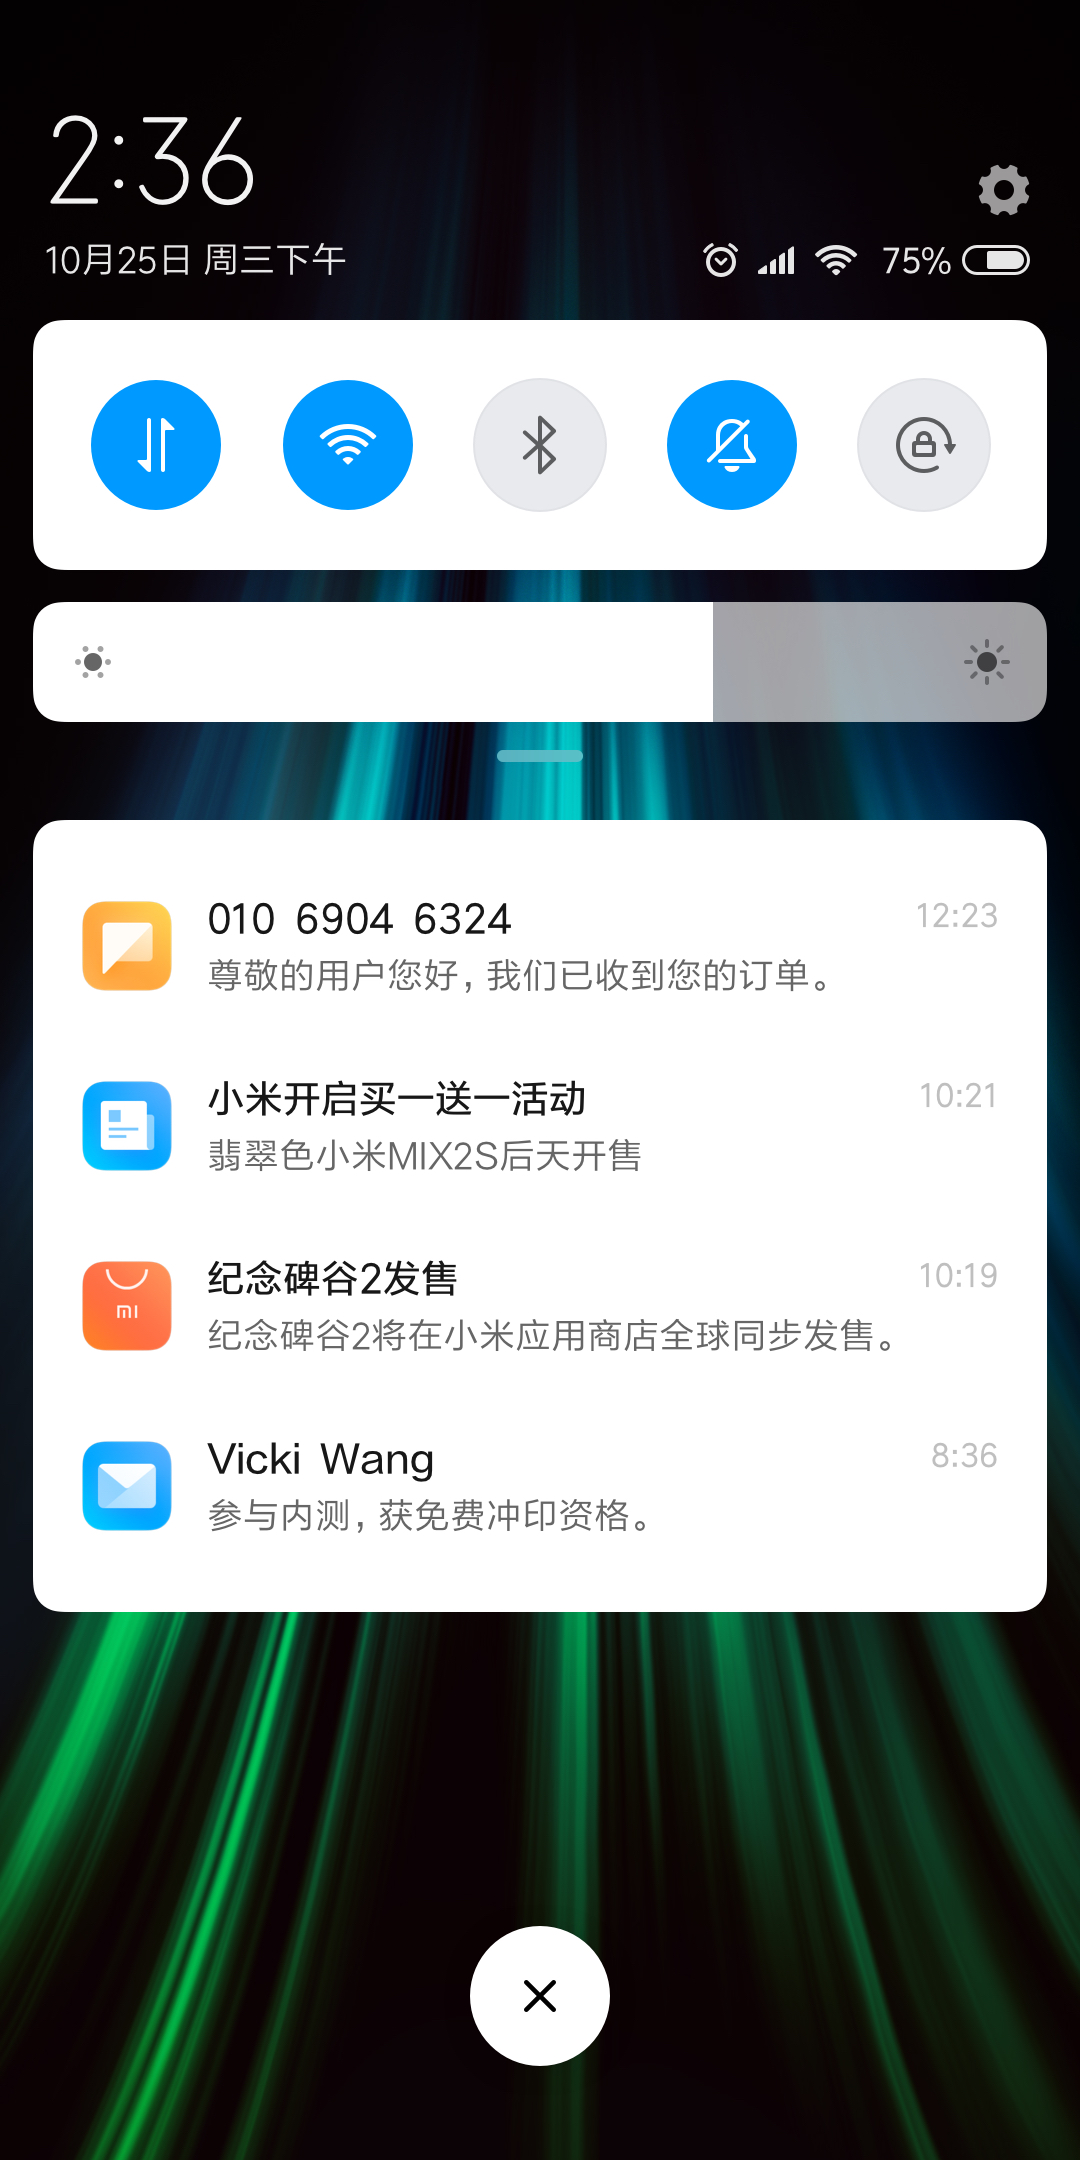 2:36
10月25日 周三下午
75%
010 6904 6324
12:23
尊敬的用户您好，我们已收到您的订单。
小米开启买一送一活动
10:21
翡翠色小米MIX2S后天开售
MI
纪念碑谷2发售
10:19
纪念碑谷2将在小米应用商店全球同步发售。
Vicki Wang
8:36
参与内测，获免费冲印资格。